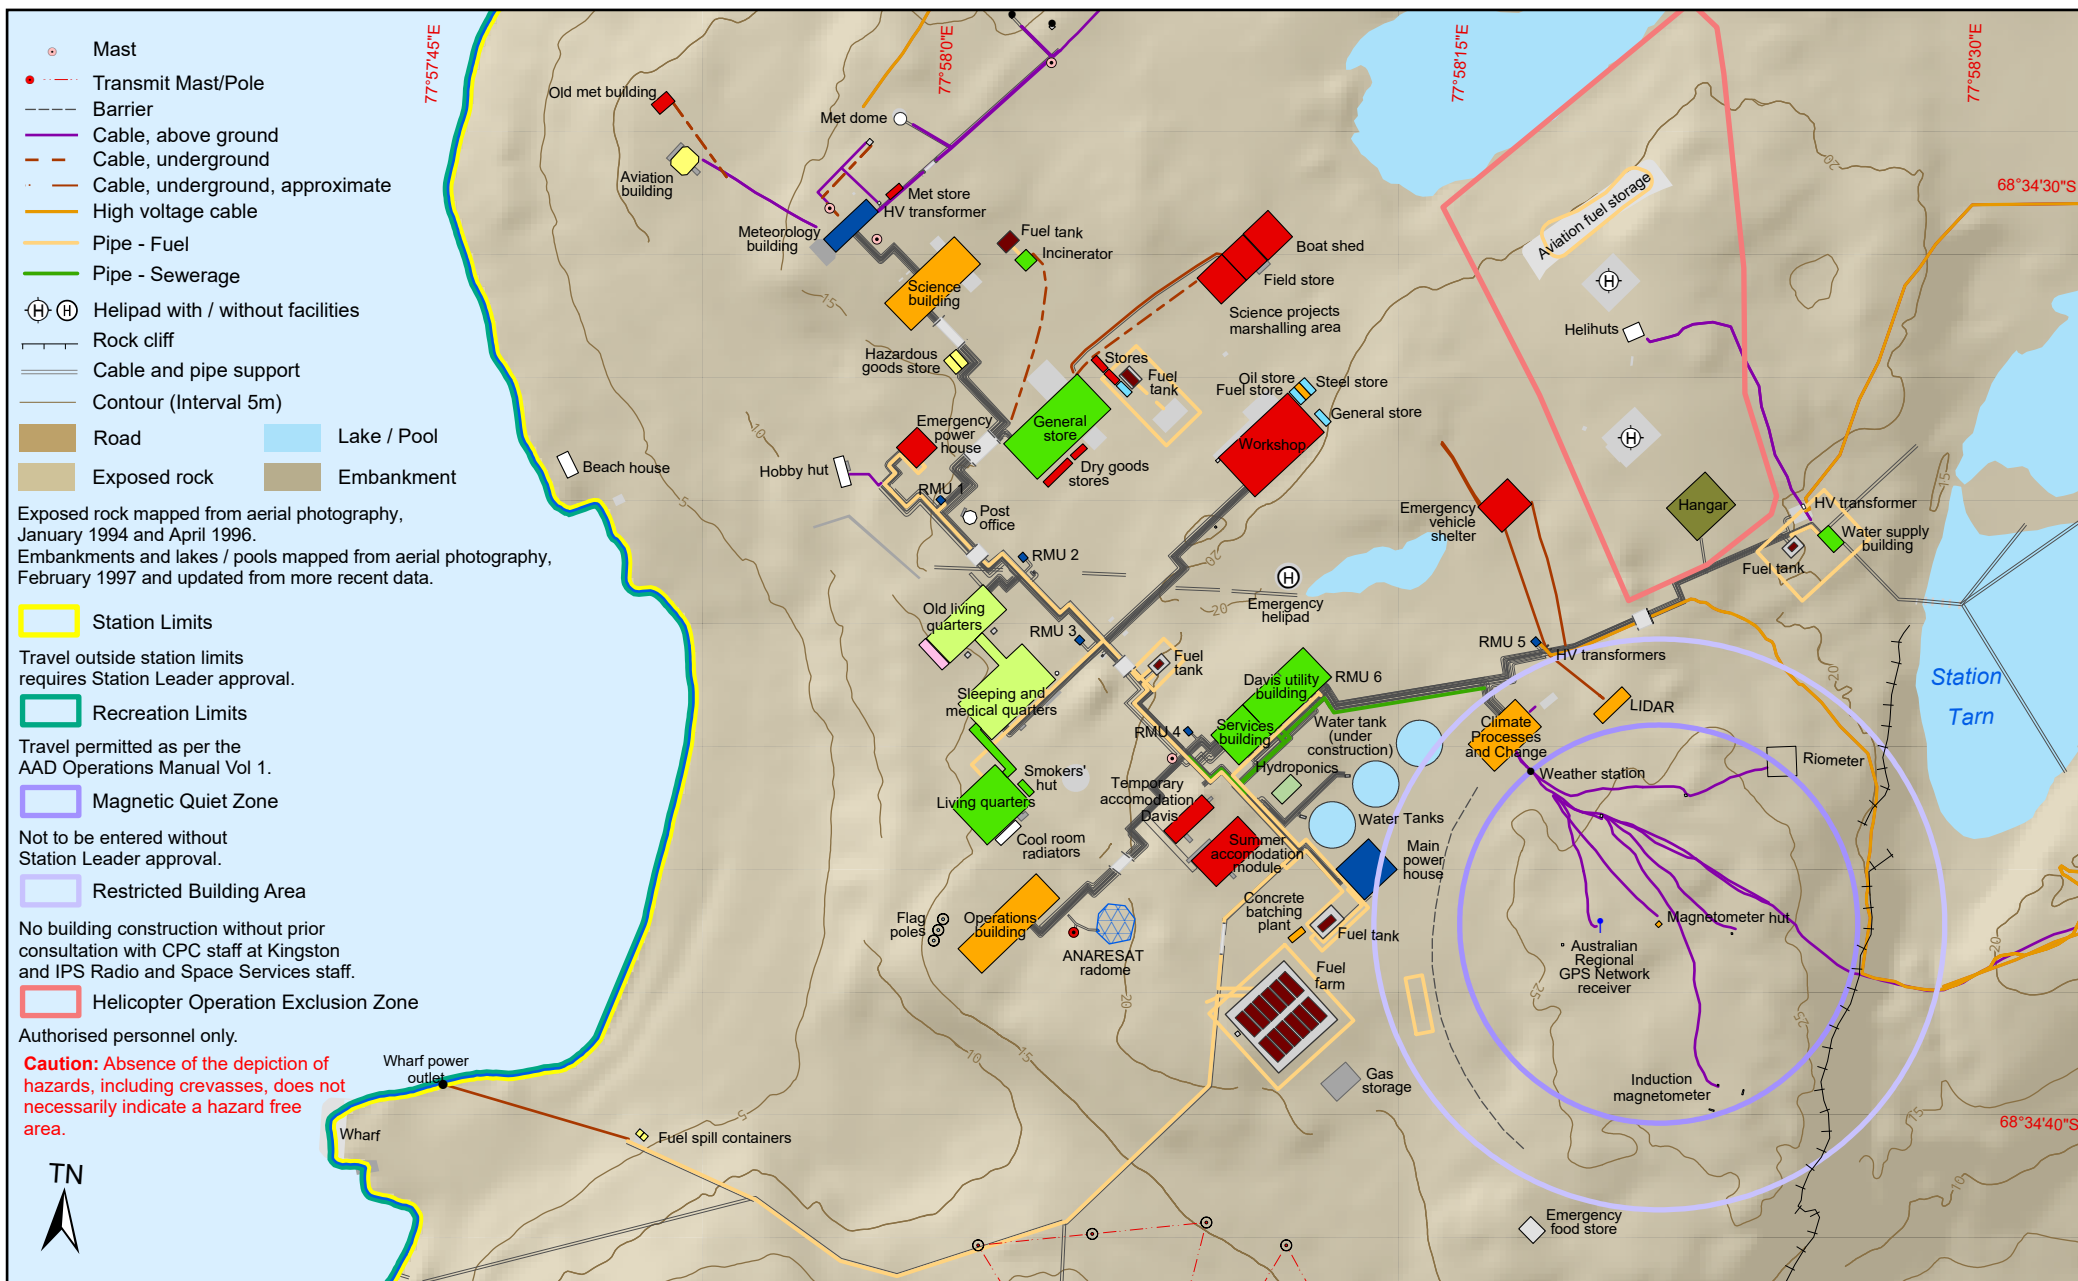 Mast
Transmit Mast/Pole
Barrier
Cable, above ground
Cable, underground
Cable, underground, approximate
High voltage cable
Pipe - Fuel
Pipe - Sewerage
H H Helipad with / without facilities
Rock cliff
Cable and pipe support
Contour (Interval 5m)
Road
Lake / Pool
Exposed rock
Embankment
Exposed rock mapped from aerial photography,
January 1994 and April 1996.
Embankments and lakes / pools mapped from aerial photography,
February 1997 and updated from more recent data.
Station Limits
Travel outside station limits
requires Station Leader approval.
Recreation Limits
Travel permitted as per the
AAD Operations Manual Vol 1.
Magnetic Quiet Zone
Not to be entered without
Station Leader approval.
Restricted Building Area
No building construction without prior
consultation with CPC staff at Kingston
and IPS Radio and Space Services staff.
Helicopter Operation Exclusion Zone
Authorised personnel only.
Caution: Absence of the depiction of
hazards, including crevasses, does not
necessarily indicate a hazard free
area.
TN
77°57'45"E
77°58'0"E
77°58'15"E
77°58'30"E
68°34'30"S
68°34'40"S
Old met building
Aviation
building
Met dome
Met store
HV transformer
Meteorology
building
Fuel tank
Incinerator
Science
building
Boat shed
Field store
Science projects
marshalling area
Aviation fuel storage
H
Helihuts
H
Hazardous
goods store
Stores
Fuel
tank
Oil store
Fuel store
Steel store
General store
Emergency
power
house
General
store
Workshop
Beach house
Hobby hut
Dry goods
stores
RMU 1
Post
office
Emergency
vehicle
shelter
Hangar
HV transformer
Water supply
building
Fuel tank
RMU 2
H
Emergency
helipad
Old living
quarters
RMU 3
Fuel
tank
RMU 5
HV transformers
Sleeping and
medical quarters
Davis utility
building
RMU 6
Services
building
RMU 4
Water tank
(under
construction)
Climate
Processes
and Change
LIDAR
Station
Tarn
Hydroponics
Weather station
Riometer
Smokers'
hut
Living quarters
Temporary
accomodation
Davis
Water Tanks
Cool room
radiators
Summer
accomodation
module
Main
power
house
Flag
poles
Operations
building
ANARESAT
radome
Concrete
batching
plant
Fuel tank
Magnetometer hut
Australian
Regional
GPS Network
receiver
Fuel
farm
Gas
storage
Induction
magnetometer
Wharf power
outlet
Wharf
Fuel spill containers
Emergency
food store
15
10
5
20
20
20
15
20
20
10
15
5
25
25
20
15
10